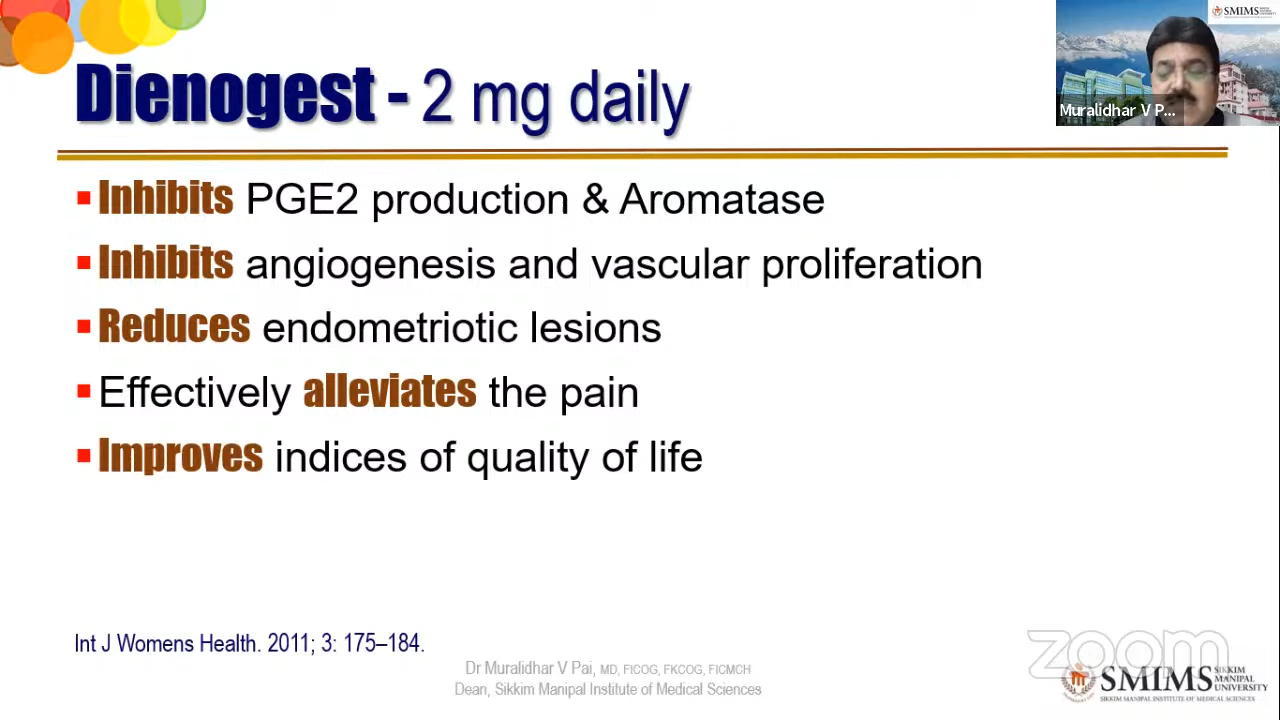 SMIMS
Dienogest - 2 mg daily
Muralidhar V P...
Inhibits PGE2 production & Aromatase
Inhibits angiogenesis and vascular proliferation
Reduces endometriotic lesions
Effectively alleviates the pain
Improves indices of quality of life
Int J Womens Health. 2011; 3: 175–184.
Dr Muralidhar V Pai, MD, FICOG, FKCOG, FICMCH
Dean, Sikkim Manipal Institute of Medical Sciences
zoom
SMIMS SIKKIM MANIPAL UNIVERSITY
SIKKIM MANIPAL INSTITUTE OF MEDICAL SCIENCES